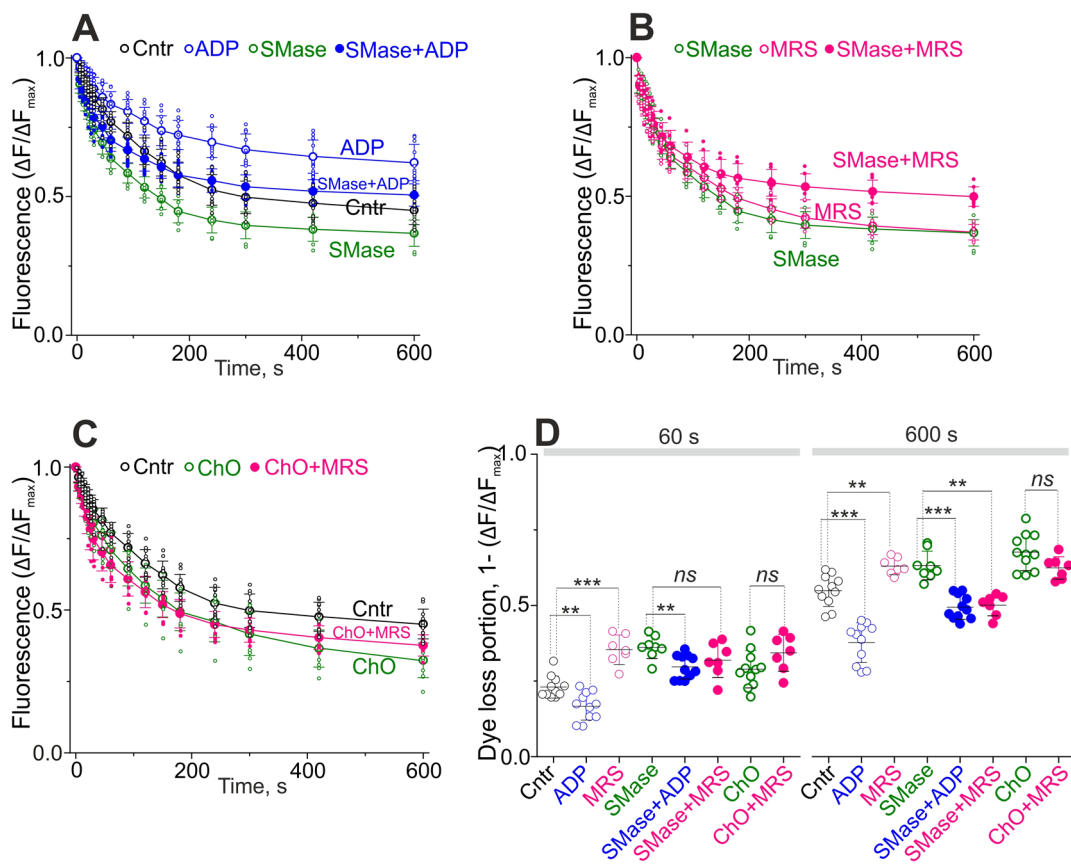 A
Cntr ADP SMase SMase+ADP
Fluorescence (ΔF/ΔFmax)
1.0
0.5
0.0
ADP
SMase+ADP
Cntr
SMase
0 200 400 600
Time, s
B
SMase MRS SMase+MRS
Fluorescence (ΔF/ΔFmax)
1.0
0.5
0.0
SMase+MRS
MRS
SMase
0 200 400 600
Time, s
C
Cntr ChO ChO+MRS
Fluorescence (ΔF/ΔFmax)
1.0
0.5
0.0
Cntr
ChO+MRS
ChO
0 200 400 600
Time, s
D
60 s 600 s
Dye loss portion, 1- (ΔF/ΔFmax)
1.0
0.5
0.0
*** ** ns ** ns
** *** *** ** ns
Cntr ADP MRS SMase SMase+ADP SMase+MRS ChO ChO+MRS
Cntr ADP MRS SMase SMase+ADP SMase+MRS ChO ChO+MRS